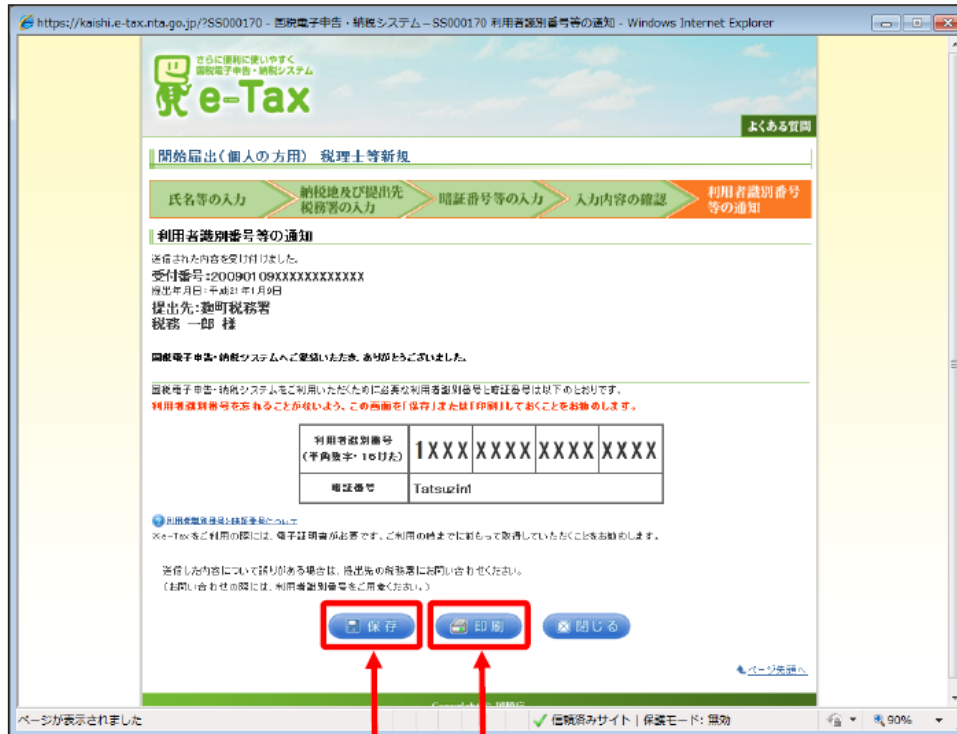 https://kaishi.e-tax.nta.go.jp/?SS000170 - 国税電子申告・納税システム－SS000170 利用者識別番号等の通知 - Windows Internet Explorer
さらに便利に使いやすく
国税電子申告・納税システム
e-Tax
よくある質問
開始届出(個人の方用) 税理士等新規
氏名等の入力
納税地及び提出先
税務署の入力
暗証番号等の入力
入力内容の確認
利用者識別番号
等の通知
利用者識別番号等の通知
送信された内容を受け付けました。
受付番号:20090109XXXXXXXXXXXX
提出年月日:平成21年1月9日
提出先:麹町税務署
税務 一郎 様
国税電子申告・納税システムへご登録いただき、ありがとうございました。
国税電子申告・納税システムをご利用いただくために必要な利用者識別番号と暗証番号は以下のとおりです。
利用者識別番号を忘れることがないよう、この画面を「保存」または「印刷」しておくことをお勧めします。
利用者識別番号
(半角数字・16けた)
1XXX XXXX XXXX XXXX
暗証番号
Tatsuzin1
利用者識別番号と暗証番号について
※e-Taxをご利用の際には、電子証明書が必要です。ご利用の時までに前もって取得していただくことをお勧めします。
送信した内容について誤りがある場合は、提出先の税務署にお問い合わせください。
(お問い合わせの際には、利用者識別番号をご用意ください。)
保存
印刷
閉じる
ページ先頭へ
Copyright © 国税庁
ページが表示されました
信頼済みサイト | 保護モード: 無効
90%